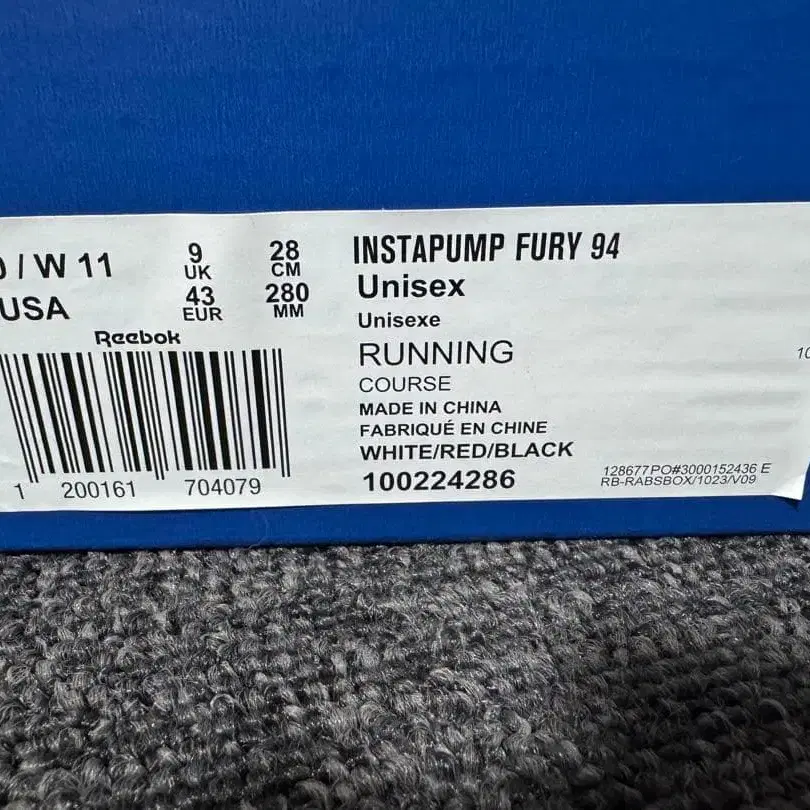 / W 11
USA
9
UK
43
EUR
28
CM
280
MM
Reebok
1 200161 704079
INSTAPUMP FURY 94
Unisex
Unisexe
RUNNING
COURSE
MADE IN CHINA
FABRIQUÉ EN CHINE
WHITE/RED/BLACK
100224286
128677PO#3000152436 E
RB-RABSBOX/1023/V09
10